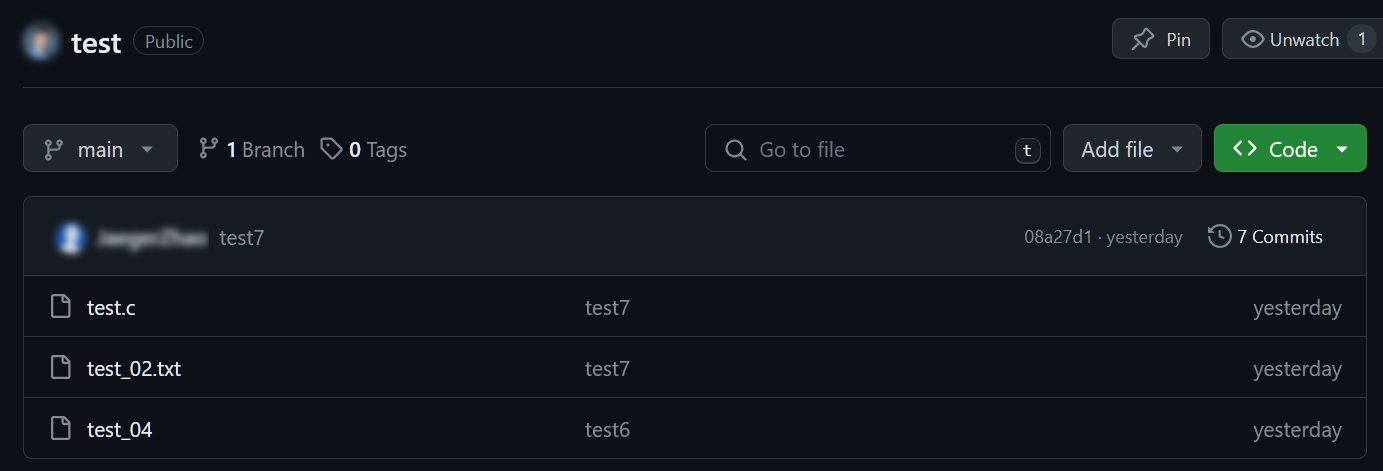 test Public Pin Unwatch 1
main 1 Branch 0 Tags Go to file t Add file Code
test7 08a27d1 · yesterday 7 Commits
test.c test7 yesterday
test_02.txt test7 yesterday
test_04 test6 yesterday